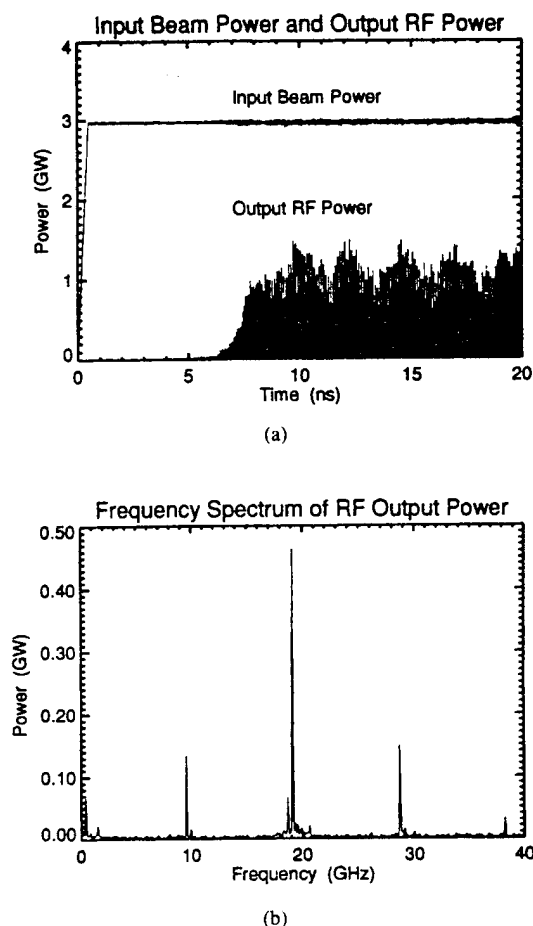 Input Beam Power and Output RF Power
4
3
2
1
0
Power (GW)
Input Beam Power
Output RF Power
0
5
10
15
20
Time (ns)
(a)
Frequency Spectrum of RF Output Power
0.50
0.40
0.30
0.20
0.10
0.00
Power (GW)
0
10
20
30
40
Frequency (GHz)
(b)